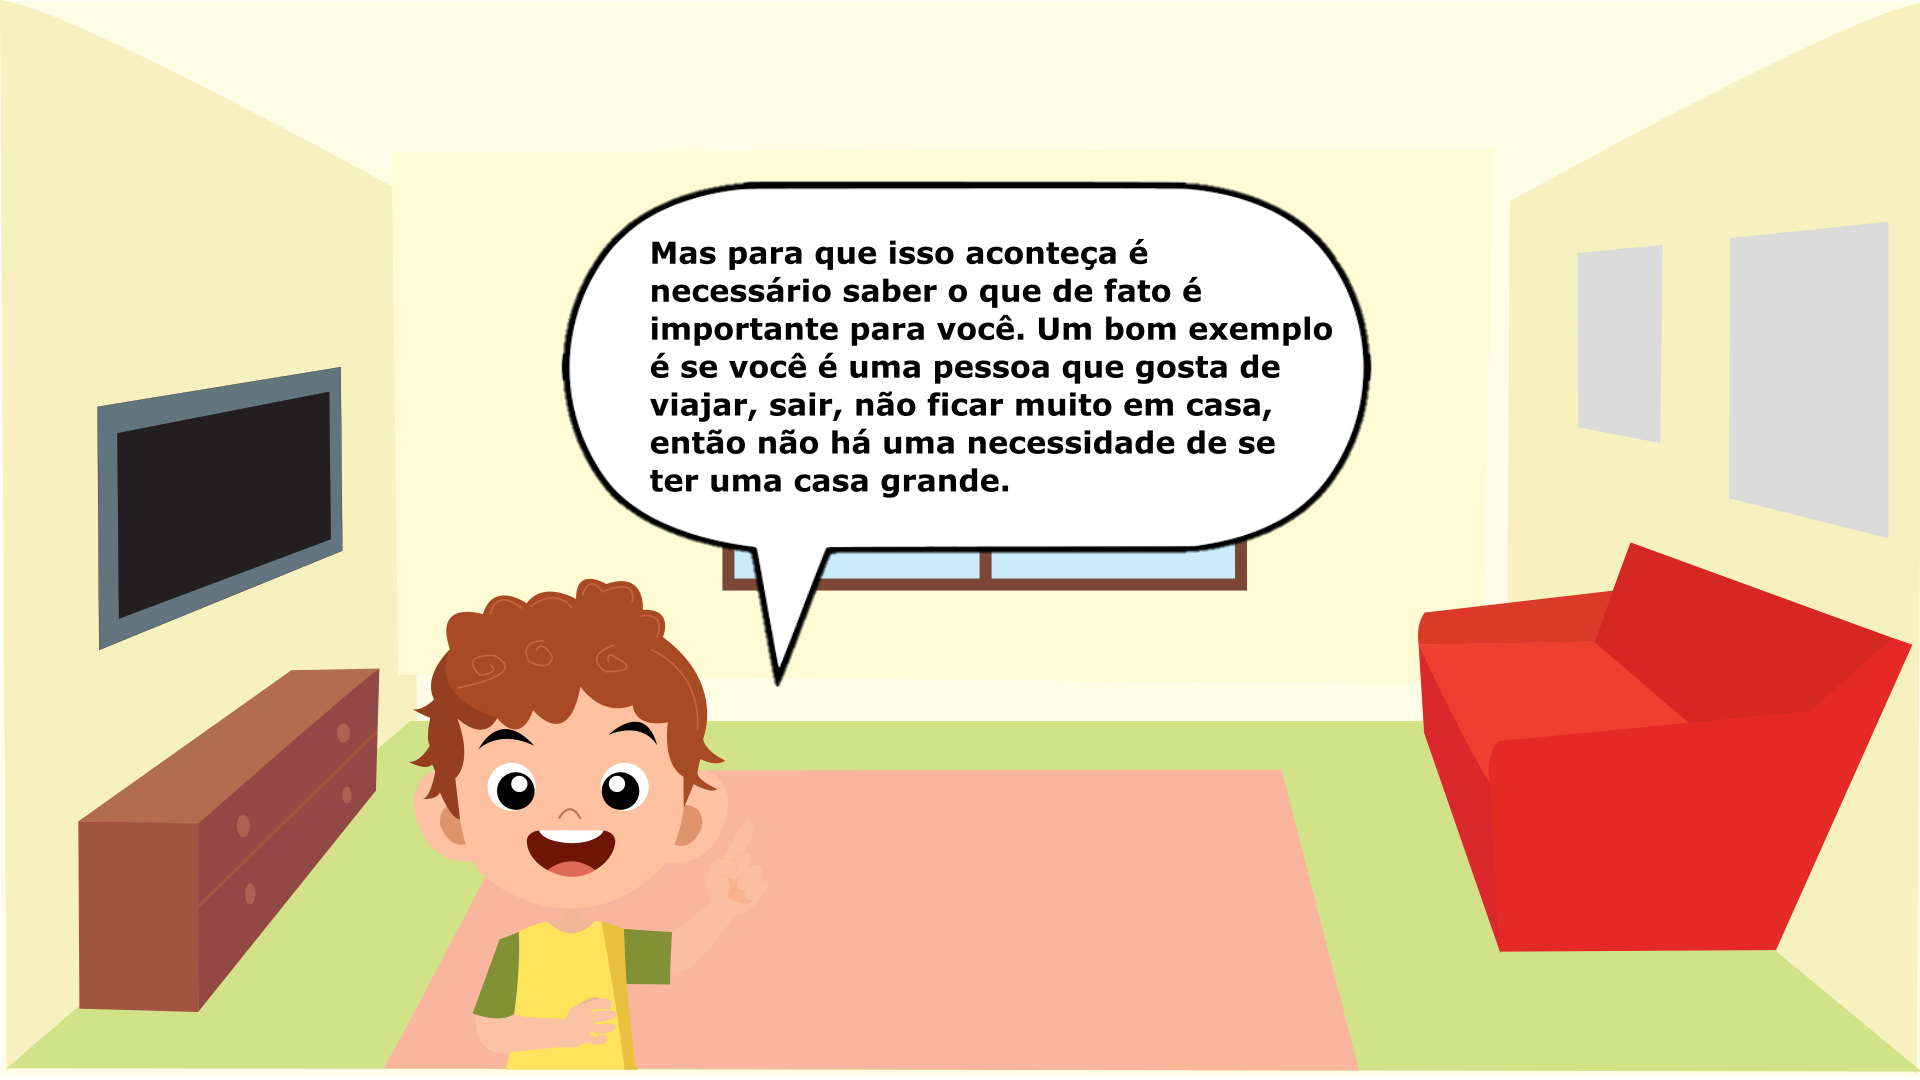 Mas para que isso aconteça é
necessário saber o que de fato é
importante para você. Um bom exemplo
é se você é uma pessoa que gosta de
viajar, sair, não ficar muito em casa,
então não há uma necessidade de se
ter uma casa grande.